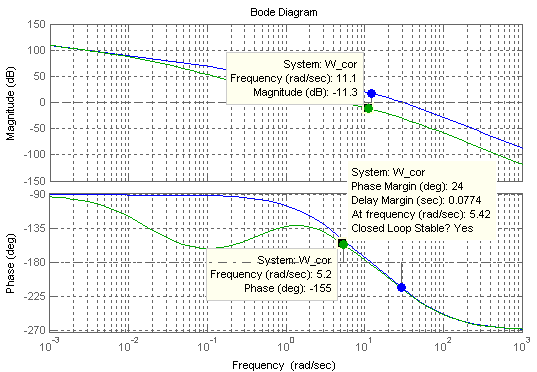 Bode Diagram
150
100
50
0
-50
-100
-150
Magnitude (dB)
System: W_cor
Frequency (rad/sec): 11.1
Magnitude (dB): -11.3
System: W_cor
Phase Margin (deg): 24
Delay Margin (sec): 0.0774
At frequency (rad/sec): 5.42
Closed Loop Stable? Yes
-90
-135
-180
-225
-270
Phase (deg)
System: W_cor
Frequency (rad/sec): 5.2
Phase (deg): -155
10^-3 10^-2 10^-1 10^0 10^1 10^2 10^3
Frequency (rad/sec)